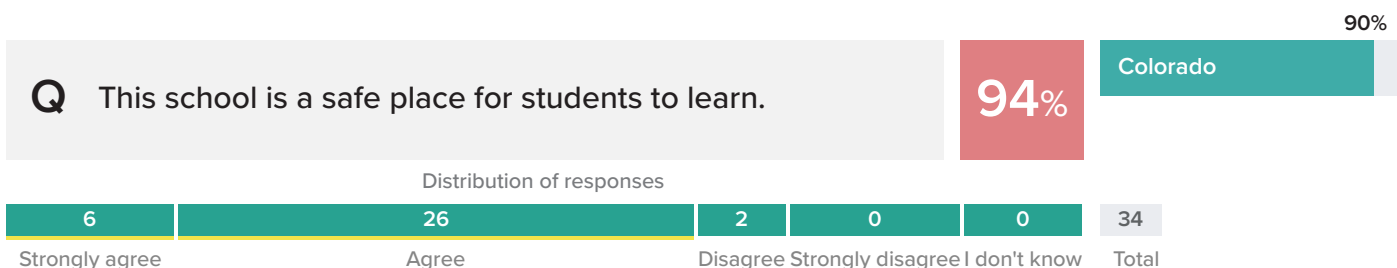 90%
Q This school is a safe place for students to learn.
94%
Colorado
Distribution of responses
6 26 2 0 0 34
Strongly agree Agree Disagree Strongly disagree I don't know Total